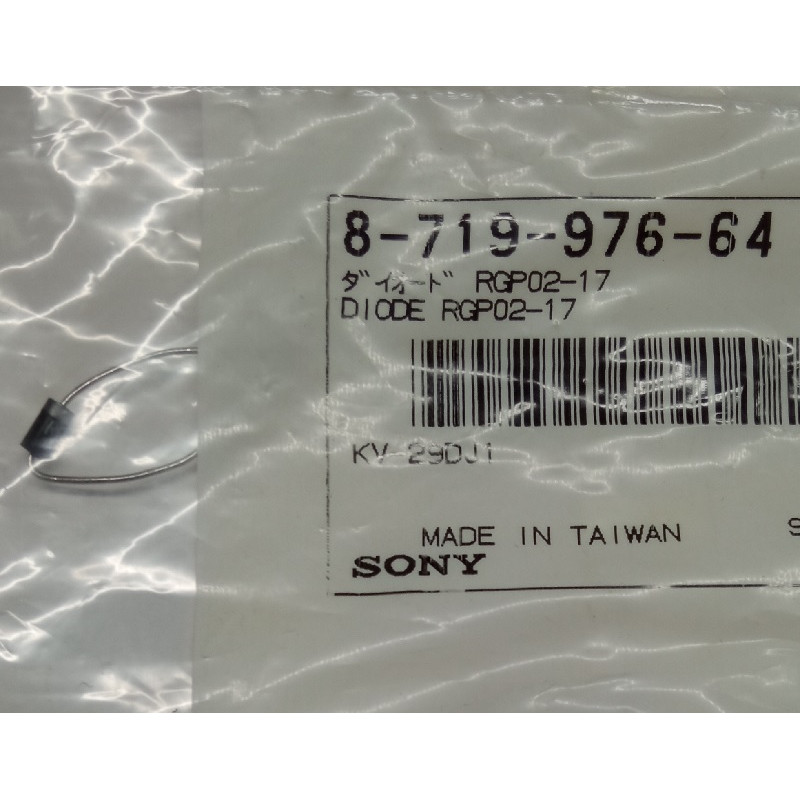 8-719-976-64
ダイオード RGP02-17
DIODE RGP02-17
KV-29DJ1
MADE IN TAIWAN
S
SONY